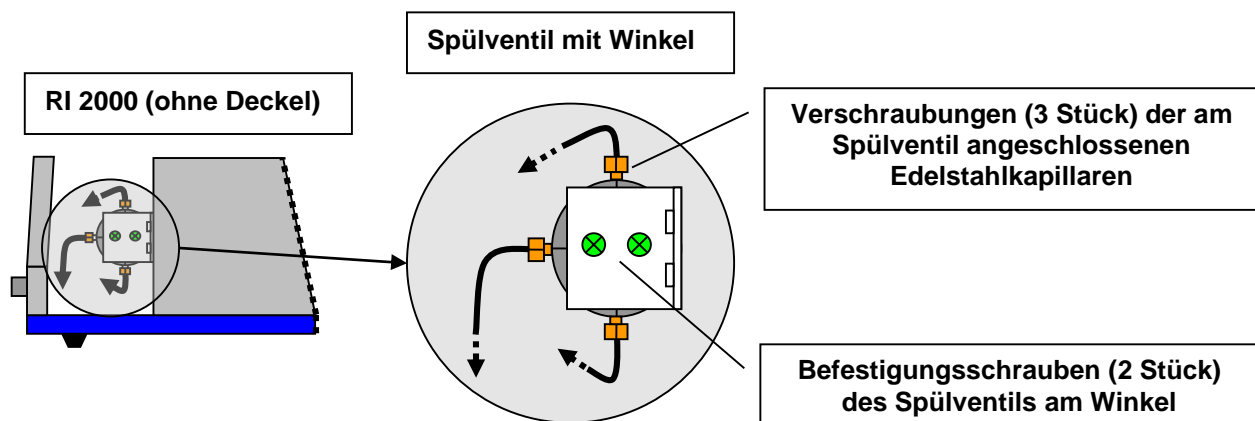 Spülventil mit Winkel
RI 2000 (ohne Deckel)
Verschraubungen (3 Stück) der am
Spülventil angeschlossenen
Edelstahlkapillaren
Befestigungsschrauben (2 Stück)
des Spülventils am Winkel